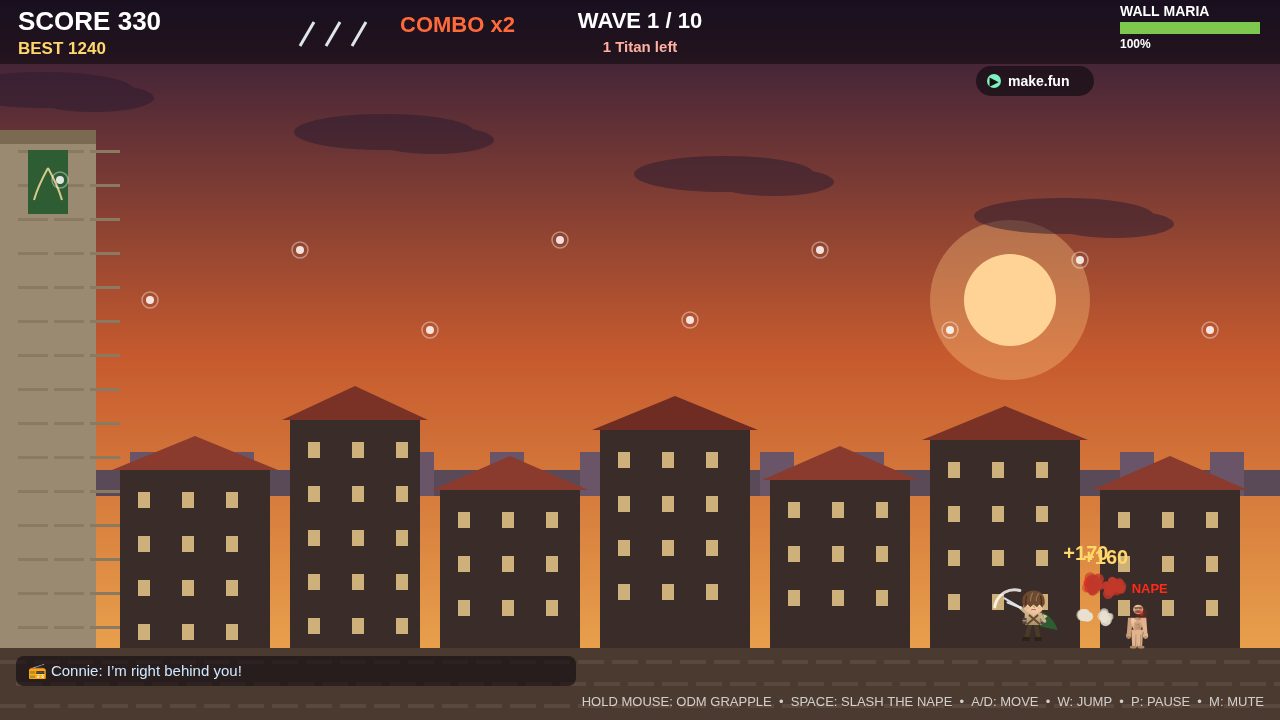 SCORE 330
BEST 1240
COMBO x2
WAVE 1 / 10
1 Titan left
WALL MARIA
100%
make.fun
+170
+160
NAPE
Connie: I'm right behind you!
HOLD MOUSE: ODM GRAPPLE • SPACE: SLASH THE NAPE • A/D: MOVE • W: JUMP • P: PAUSE • M: MUTE